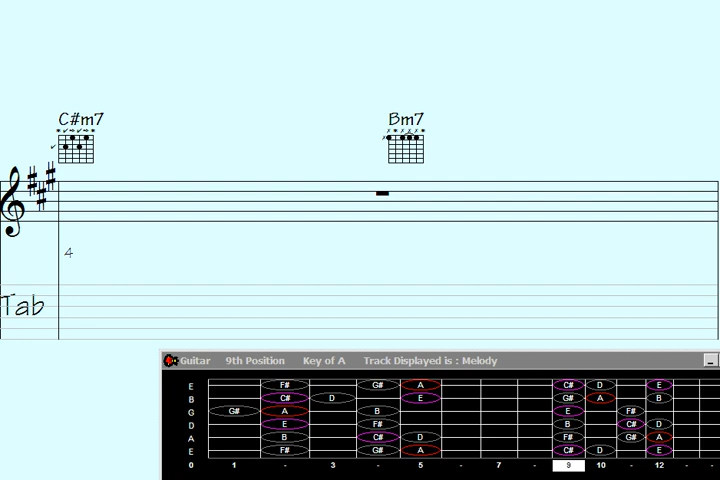 C#m7 Bm7
4
Tab
Guitar 9th Position Key of A Track Displayed is : Melody
E F# G# A C# D E
B C# D E G# A B
G G# A B E F#
D E F# B C# D
A B C# D F# G# A
E F# G# A C# D E
0 1 - 3 - 5 - 7 - 9 10 - 12 - -